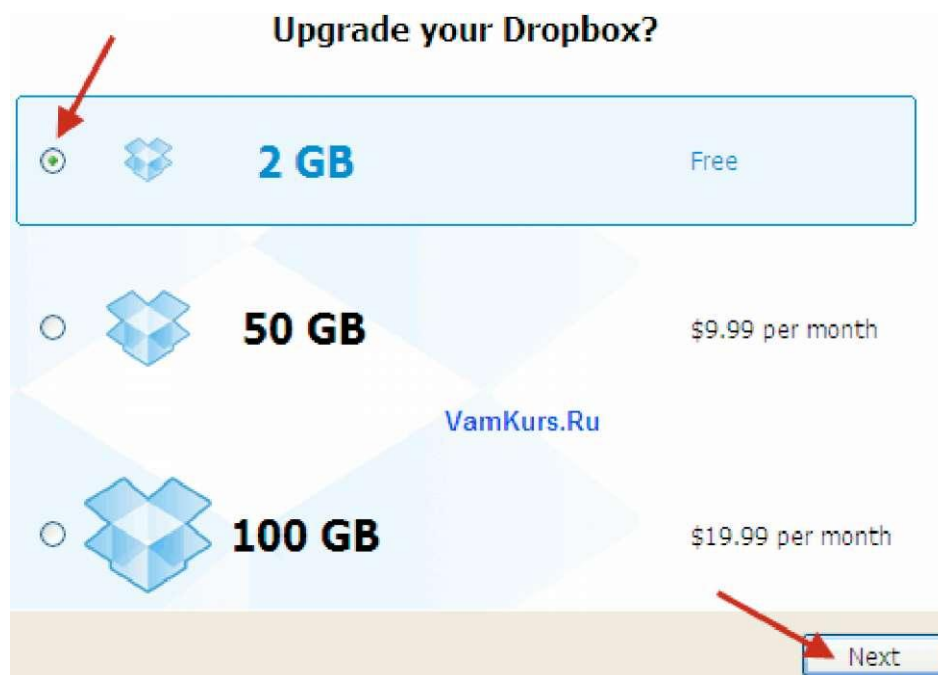 Upgrade your Dropbox?
2 GB Free
50 GB $9.99 per month
VamKurs.Ru
100 GB $19.99 per month
Next